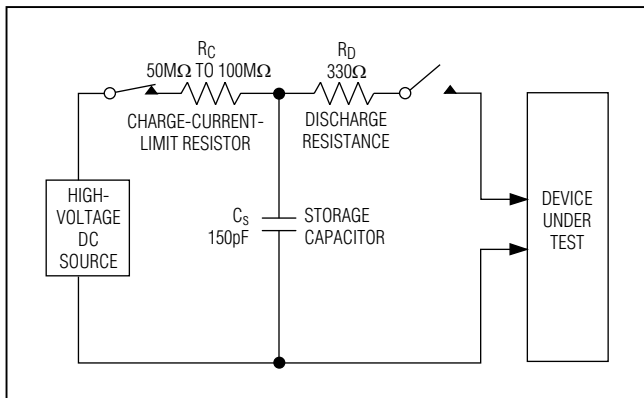 R_C
50MΩ TO 100MΩ
CHARGE-CURRENT-
LIMIT RESISTOR
R_D
330Ω
DISCHARGE
RESISTANCE
HIGH-
VOLTAGE
DC
SOURCE
C_s
150pF
STORAGE
CAPACITOR
DEVICE
UNDER
TEST